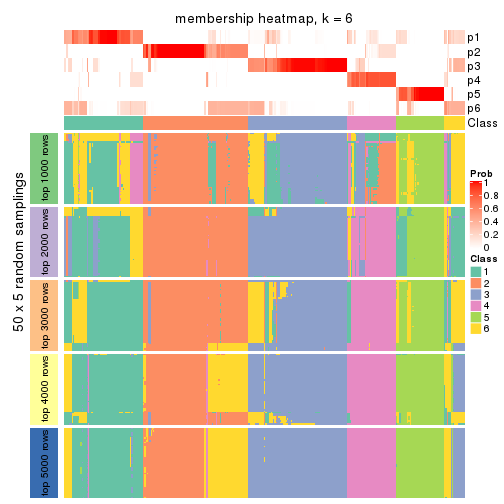 membership heatmap, k = 6
p1
p2
p3
p4
p5
p6
Class
50 x 5 random samplings
top 1000 rows
top 2000 rows
top 3000 rows
top 4000 rows
top 5000 rows
Prob
1
0.8
0.6
0.4
0.2
0
Class
1
2
3
4
5
6